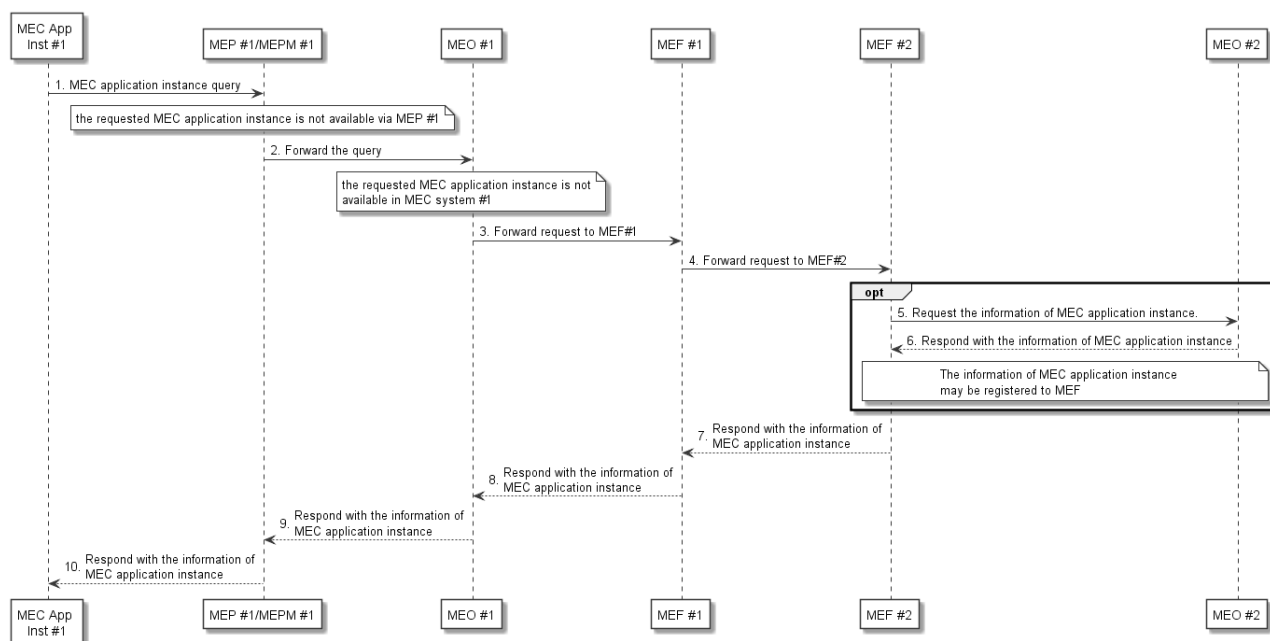 MEC App
Inst #1
MEP #1/MEPM #1
MEO #1
MEF #1
MEF #2
MEO #2
1. MEC application instance query
the requested MEC application instance is not available via MEP #1
2. Forward the query
the requested MEC application instance is not
available in MEC system #1
3. Forward request to MEF#1
4. Forward request to MEF#2
opt
5. Request the information of MEC application instance.
6. Respond with the information of MEC application instance
The information of MEC application instance
may be registered to MEF
7. Respond with the information of
MEC application instance
8. Respond with the information of
MEC application instance
9. Respond with the information of
MEC application instance
10. Respond with the information of
MEC application instance
MEC App
Inst #1
MEP #1/MEPM #1
MEO #1
MEF #1
MEF #2
MEO #2